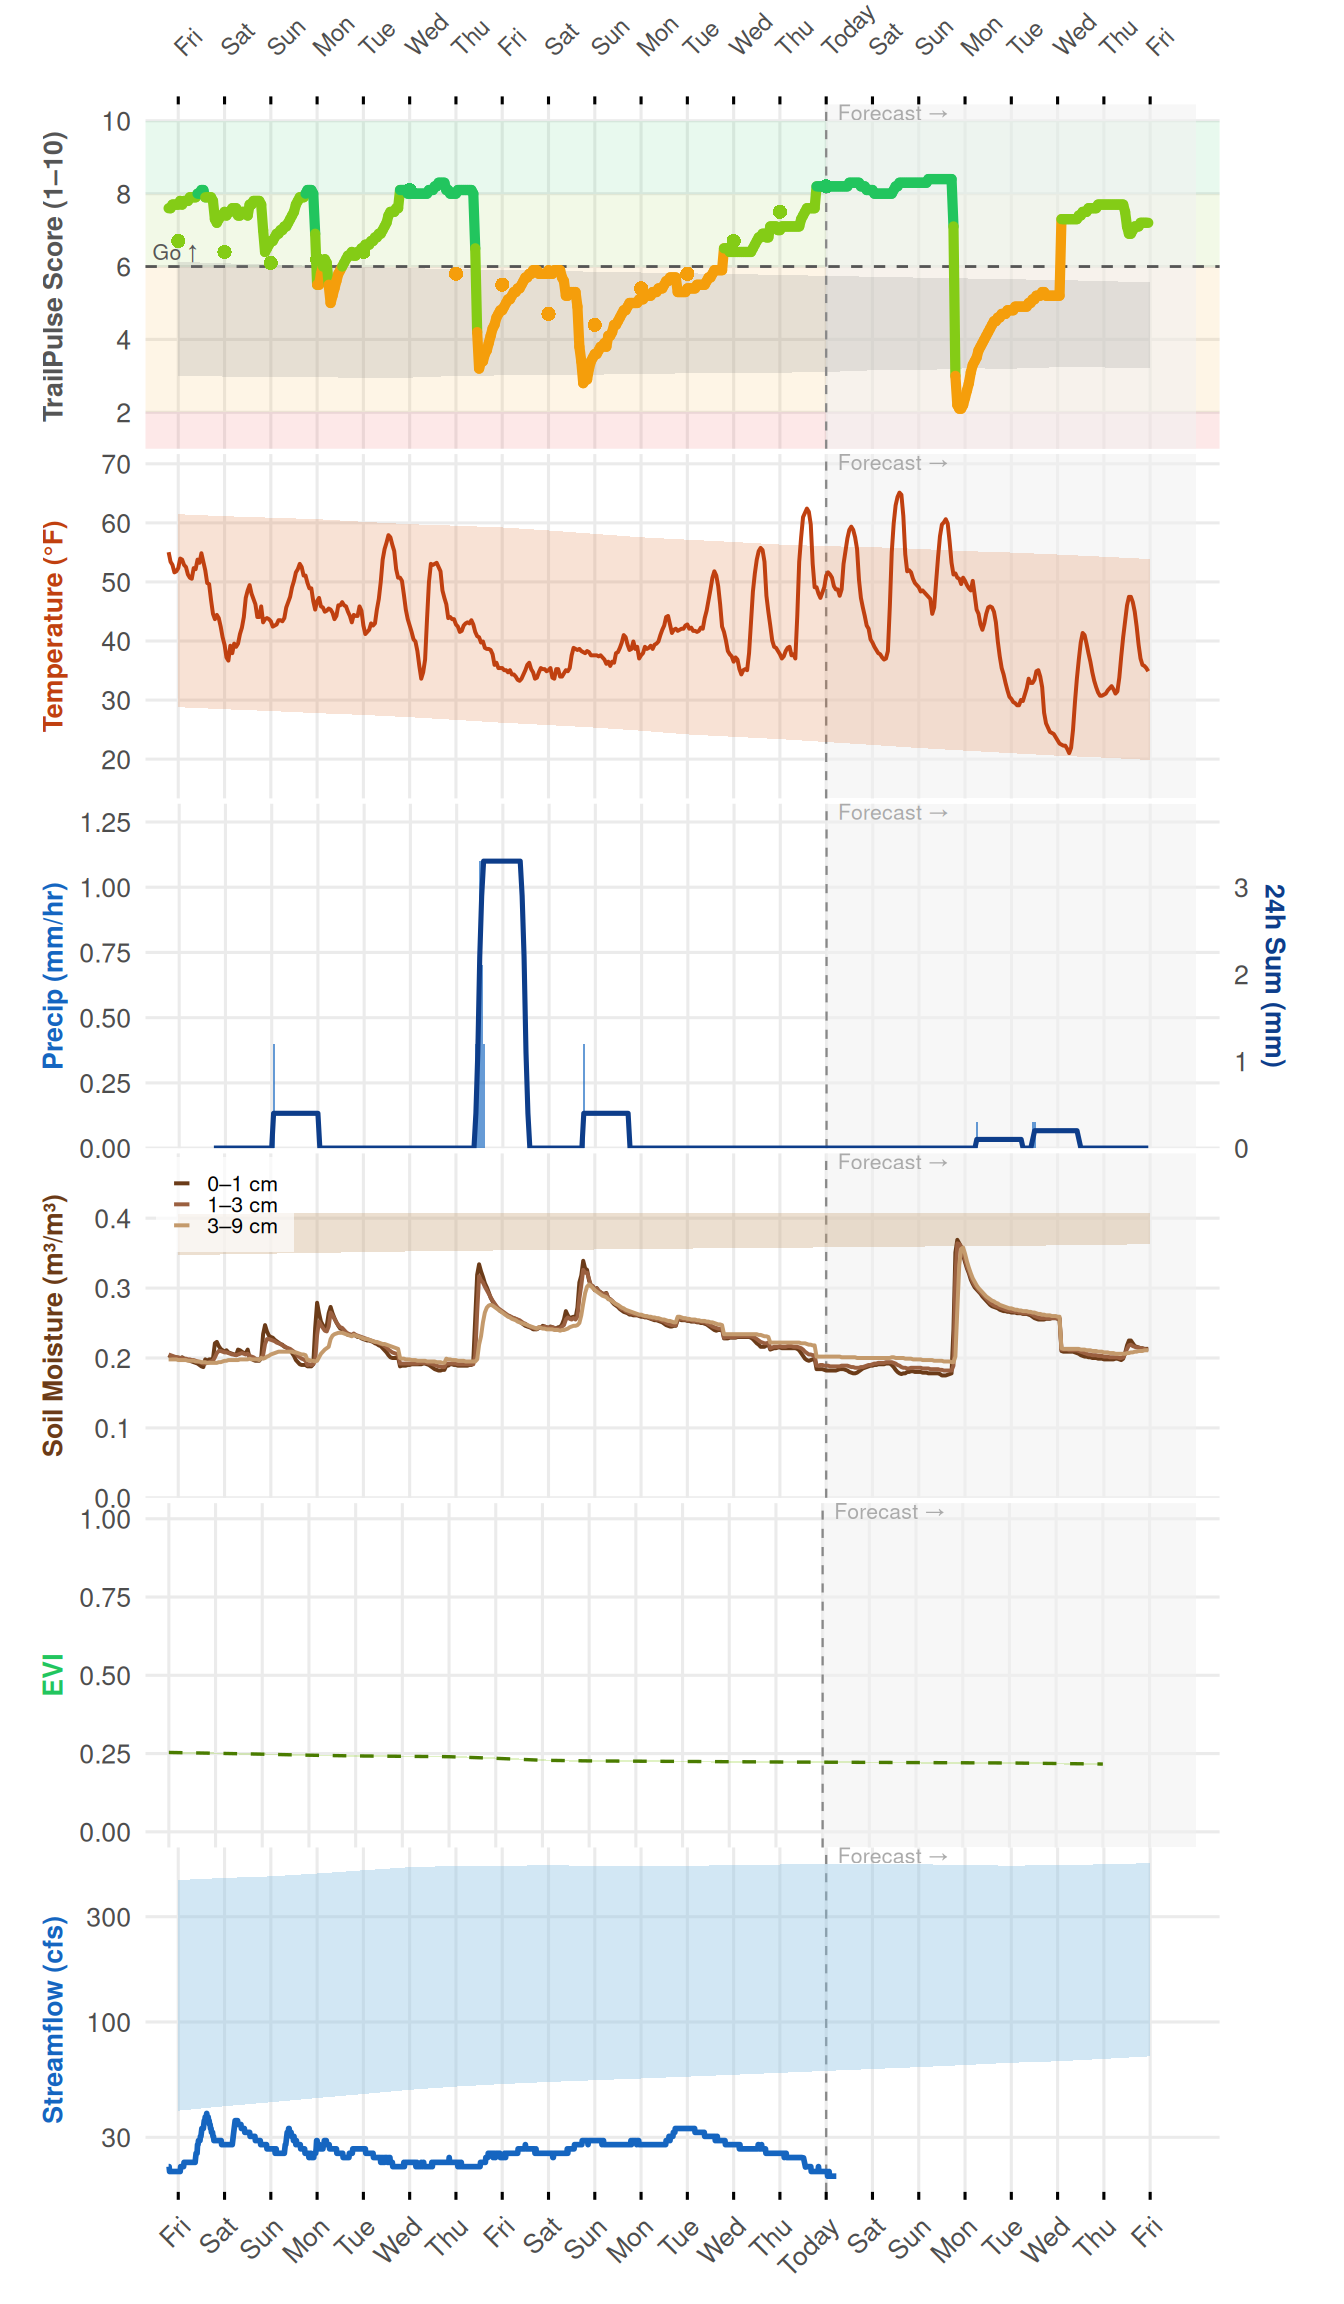 Fri Sat Sun Mon Tue Wed Thu Fri Sat Sun Mon Tue Wed Thu Today Sat Sun Mon Tue Wed Thu Fri
TrailPulse Score (1–10)
10
8
6
4
2
Go ↑
Forecast →
Temperature (°F)
70
60
50
40
30
20
Forecast →
Precip (mm/hr)
1.25
1.00
0.75
0.50
0.25
0.00
Forecast →
3
2
1
0
24h Sum (mm)
Soil Moisture (m³/m³)
0.4
0.3
0.2
0.1
0.0
0–1 cm
1–3 cm
3–9 cm
Forecast →
EVI
1.00
0.75
0.50
0.25
0.00
Forecast →
Streamflow (cfs)
300
100
30
Forecast →
Fri Sat Sun Mon Tue Wed Thu Fri Sat Sun Mon Tue Wed Thu Today Sat Sun Mon Tue Wed Thu Fri